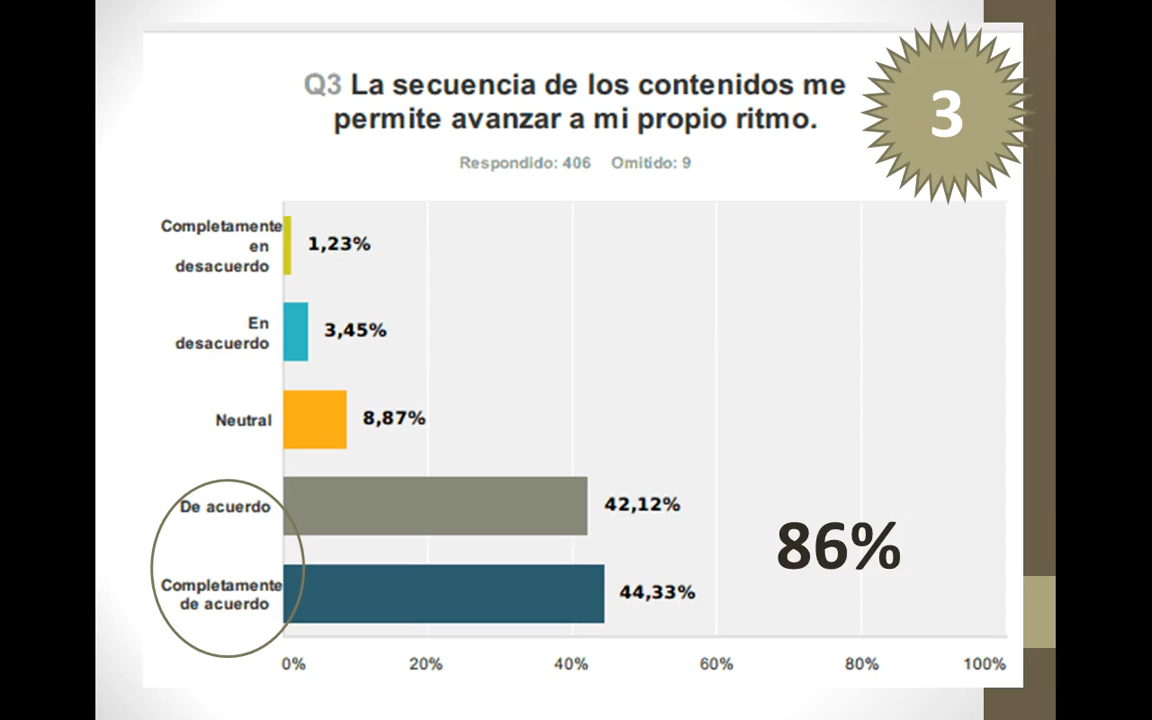 Q3 La secuencia de los contenidos me
permite avanzar a mi propio ritmo.
3
Respondido: 406 Omitido: 9
Completamente
en
desacuerdo
1,23%
En
desacuerdo
3,45%
Neutral
8,87%
De acuerdo
42,12%
86%
Completamente
de acuerdo
44,33%
0% 20% 40% 60% 80% 100%